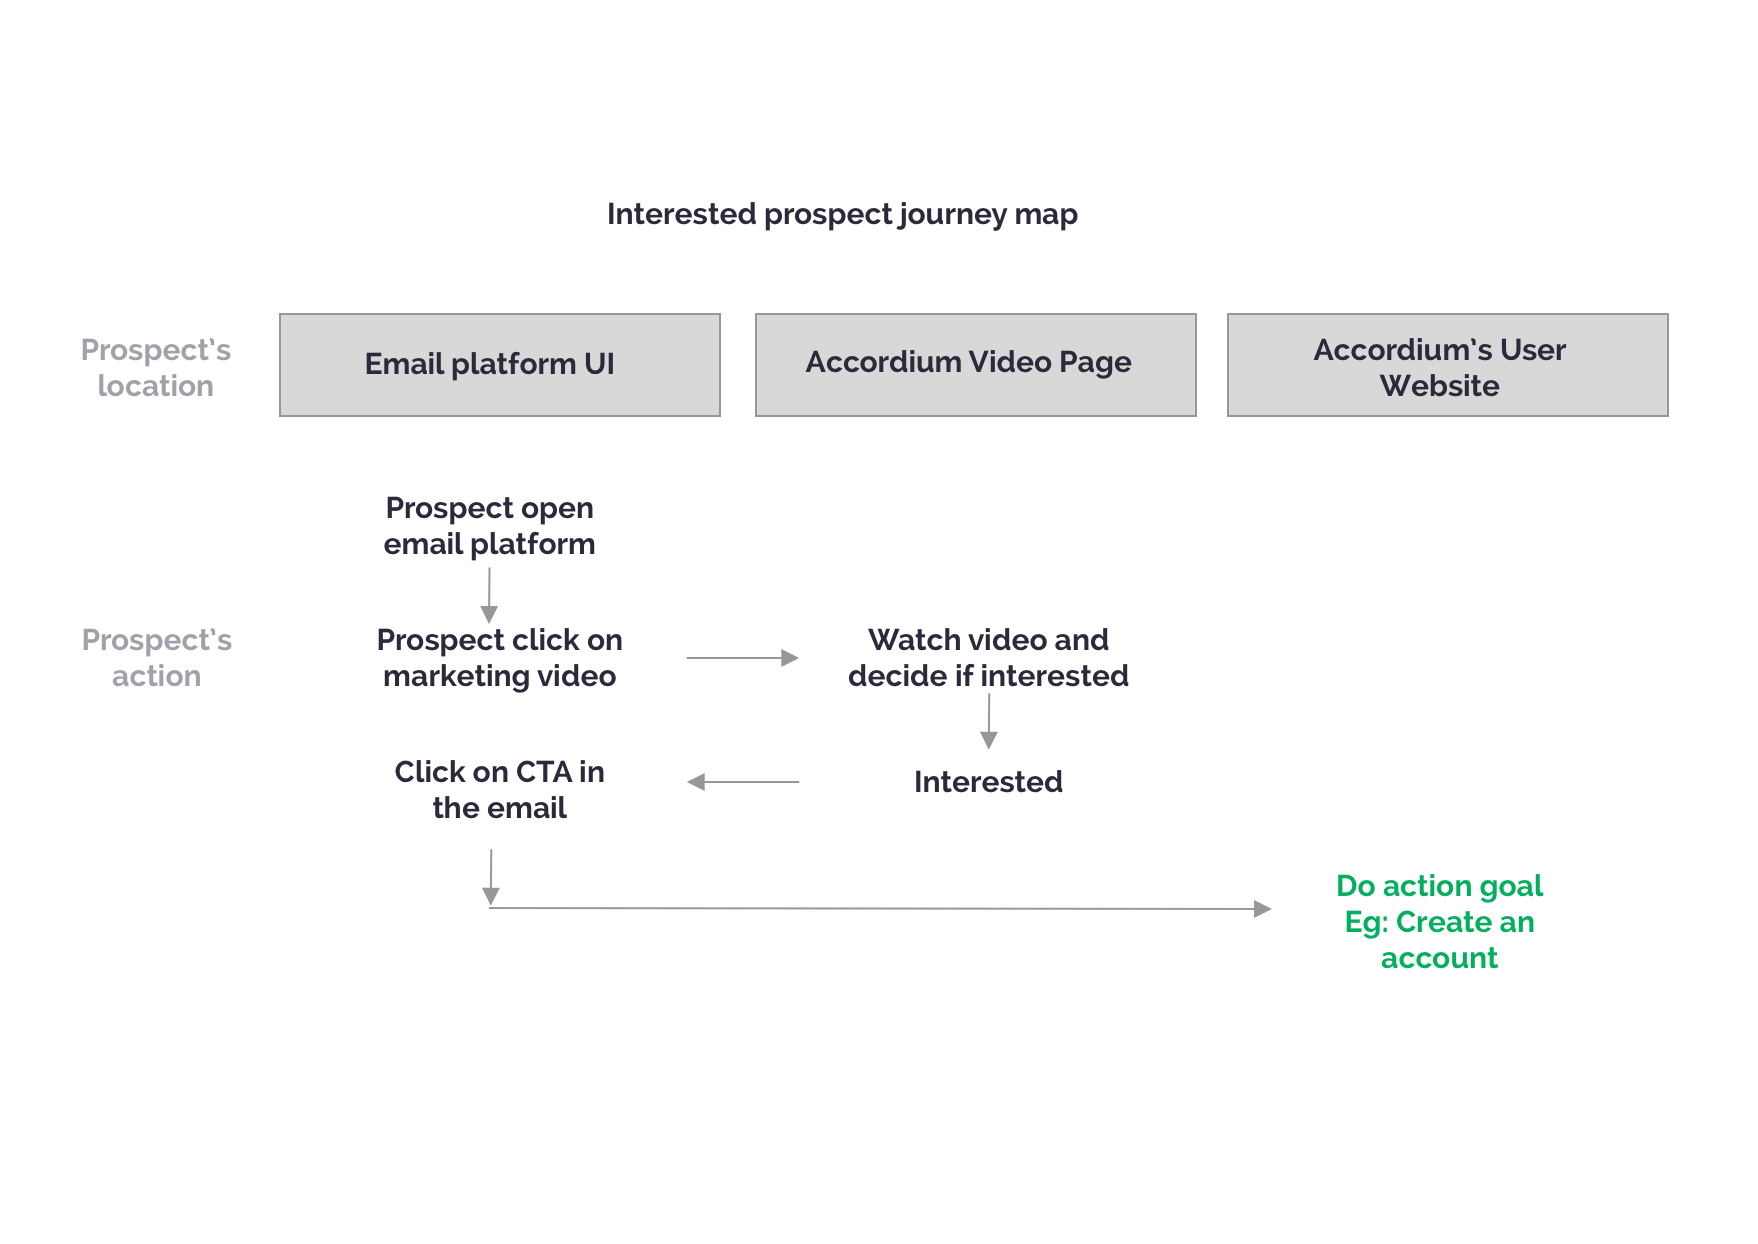 Interested prospect journey map
Prospect’s
location
Email platform UI
Accordium Video Page
Accordium’s User
Website
Prospect open
email platform
Prospect’s
action
Prospect click on
marketing video
Watch video and
decide if interested
Click on CTA in
the email
Interested
Do action goal
Eg: Create an
account